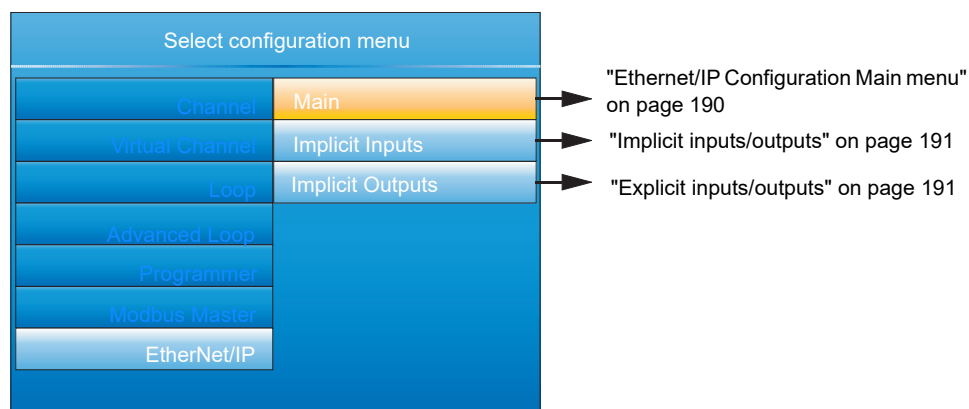 Select configuration menu
Channel
Main
"Ethernet/IP Configuration Main menu"
on page 190
Virtual Channel
Implicit Inputs
"Implicit inputs/outputs" on page 191
Loop
Implicit Outputs
"Explicit inputs/outputs" on page 191
Advanced Loop
Programmer
Modbus Master
EtherNet/IP